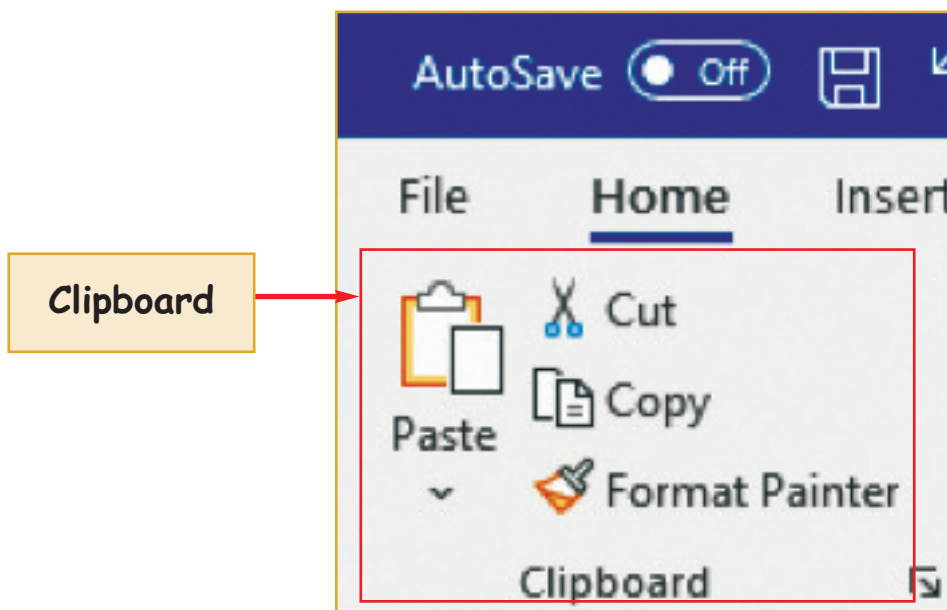 AutoSave Off
File Home Insert
Clipboard
Cut
Copy
Paste
Format Painter
Clipboard